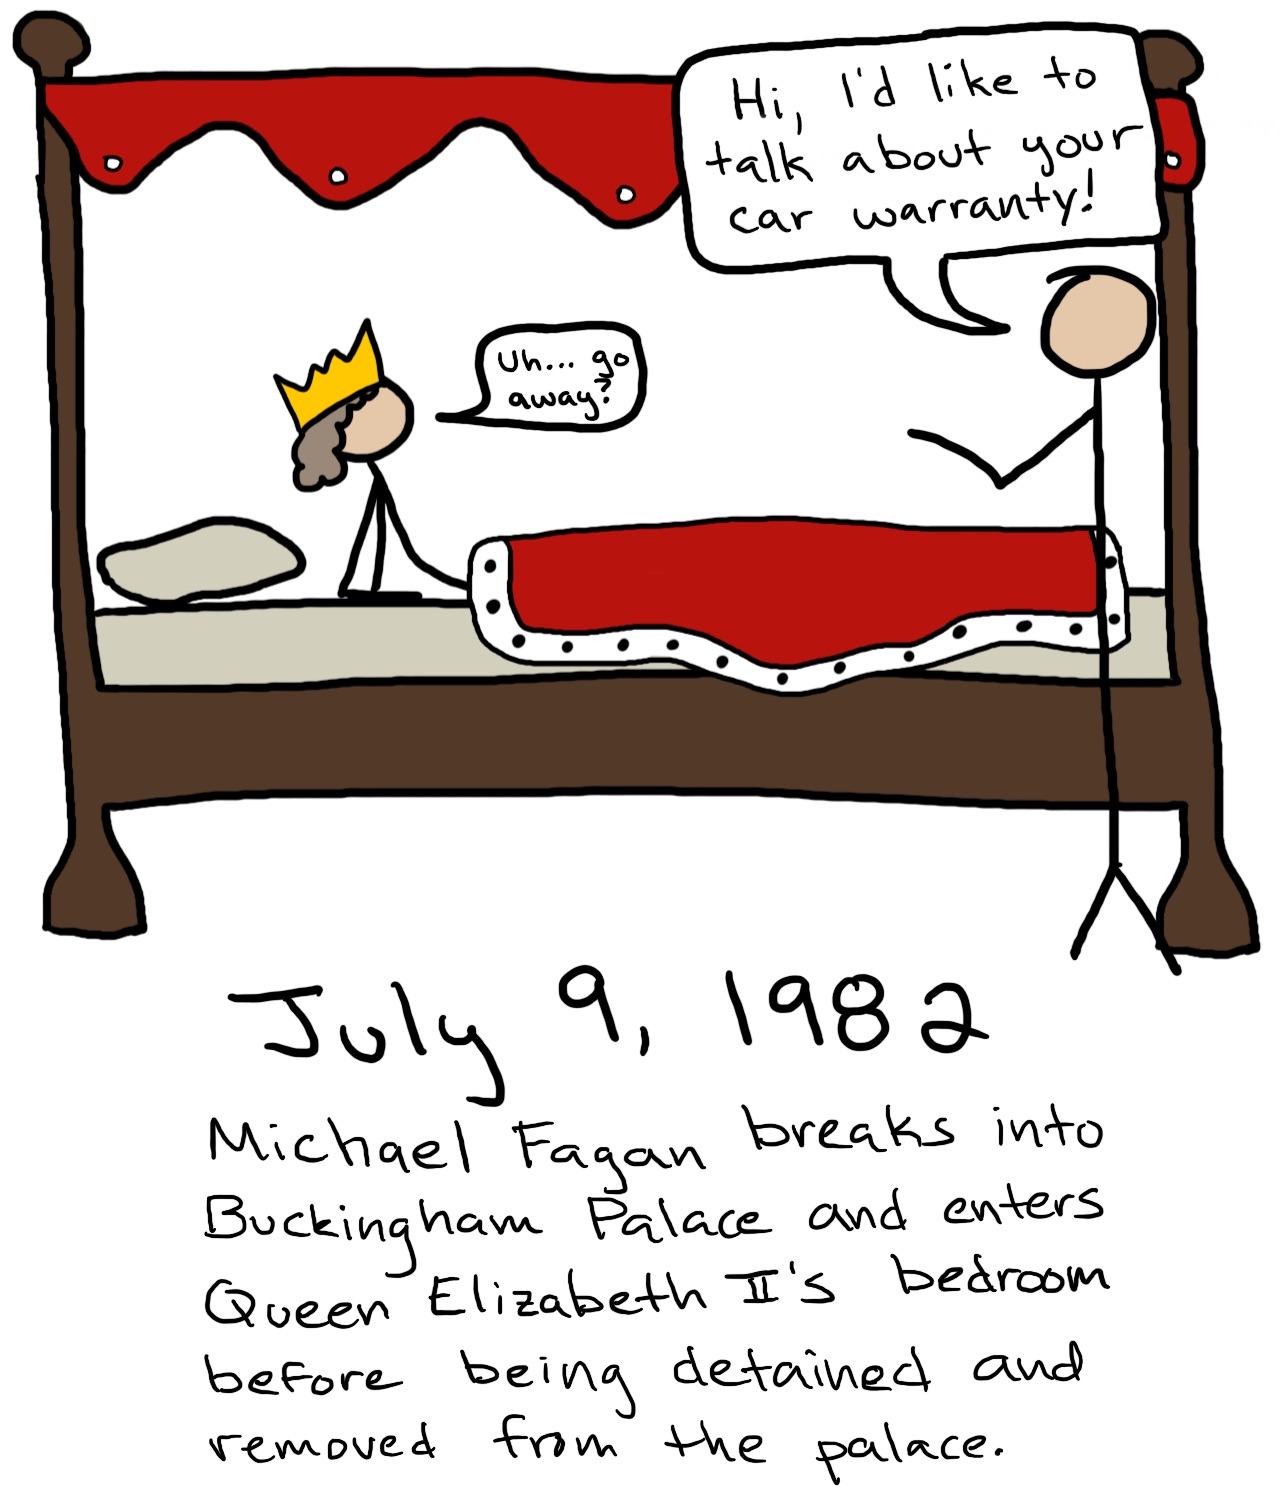 Hi, I'd like to
talk about your
car warranty!
Uh... go
away?
July 9, 1982
Michael Fagan breaks into
Buckingham Palace and enters
Queen Elizabeth II's bedroom
before being detained and
removed from the palace.